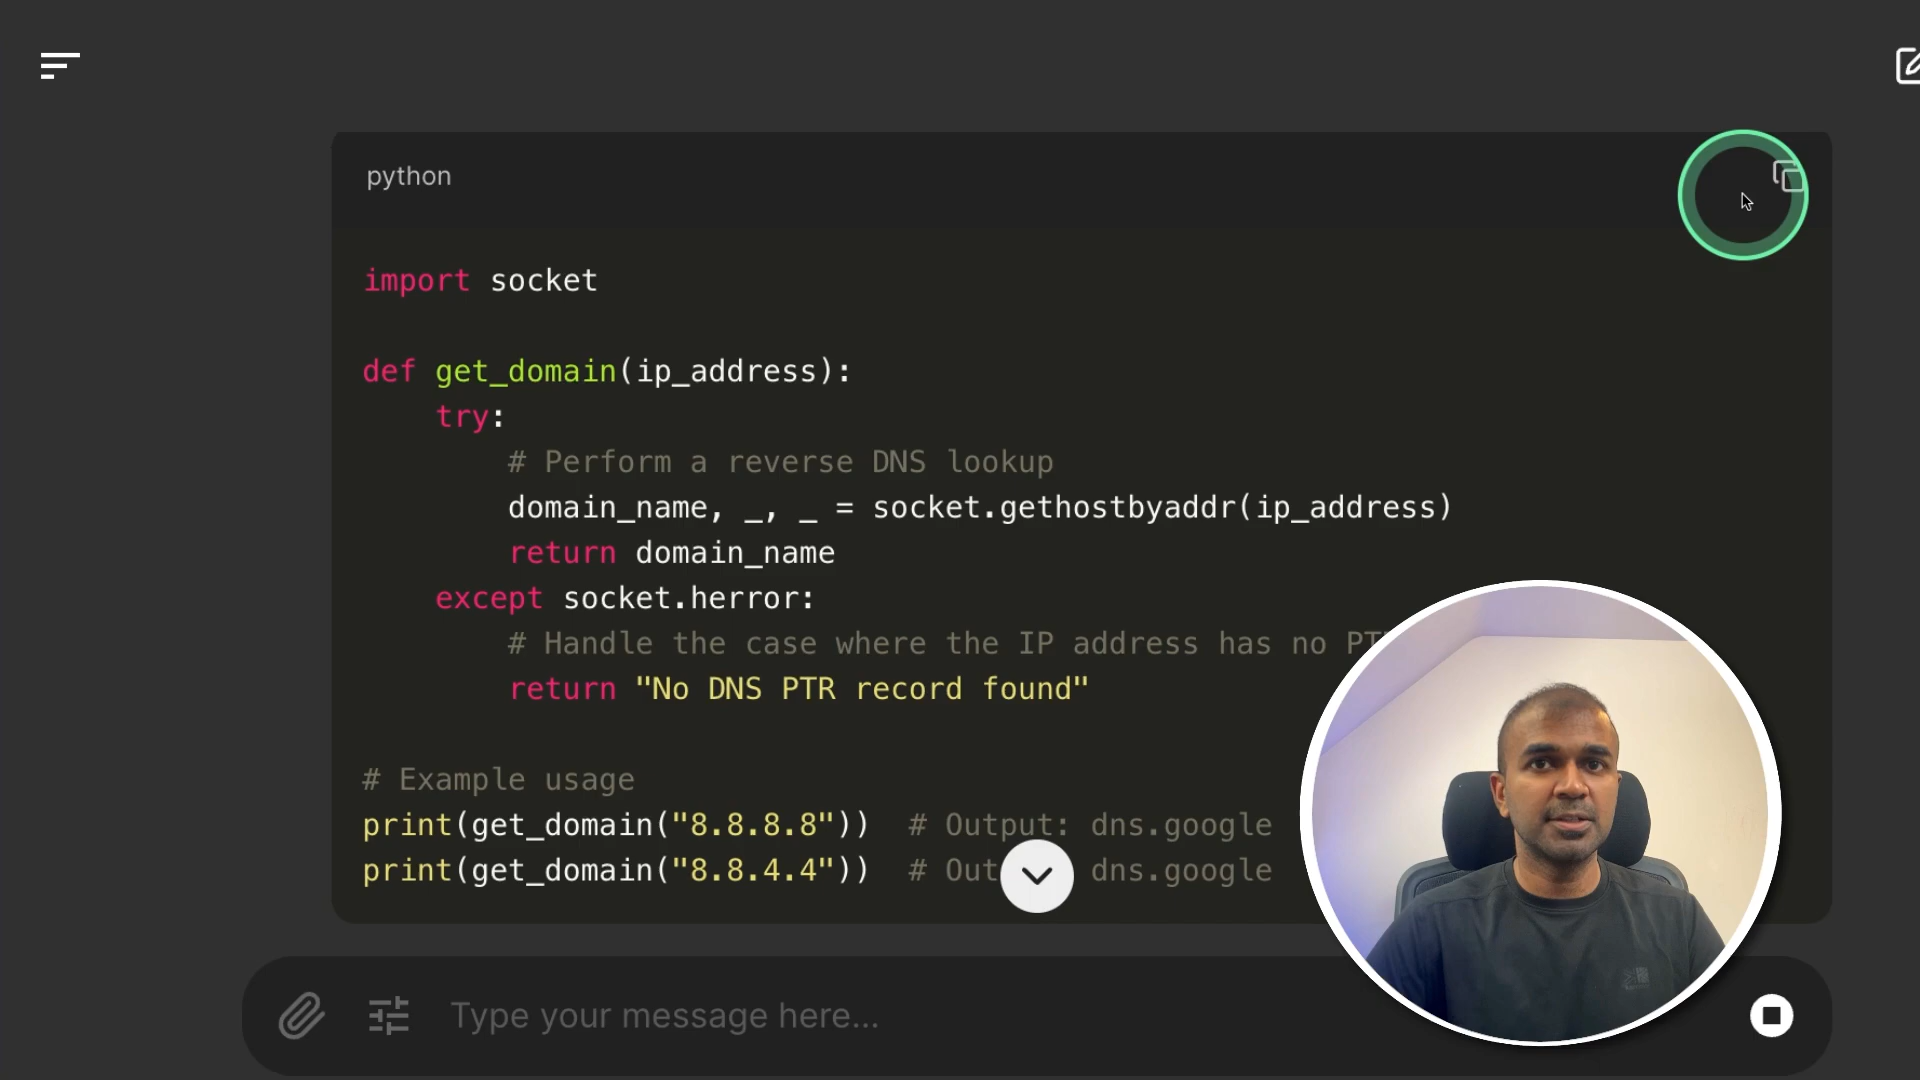 python
import socket
def get_domain(ip_address):
try:
# Perform a reverse DNS lookup
domain_name, _, _ = socket.gethostbyaddr(ip_address)
return domain_name
except socket.herror:
# Handle the case where the IP address has no
return "No DNS PTR record found"
# Example usage
print(get_domain("8.8.8.8")) # Output: dns.google
print(get_domain("8.8.4.4")) # Out dns.google
Type your message here...